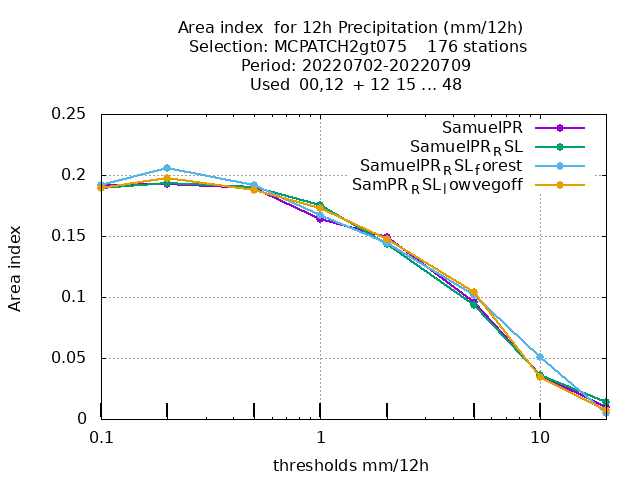 Area index  for 12h Precipitation (mm/12h)
Selection: MCPATCH2gt075    176 stations
Period: 20220702-20220709
Used  00,12  + 12 15 ... 48
0.25
SamuelPR
SamuelPR_RSL
0.2
SamuelPR_RSL_forest
SamPR_RSL_lowvegoff
0.15
Area index
0.1
0.05
0
0.1
1
10
thresholds mm/12h